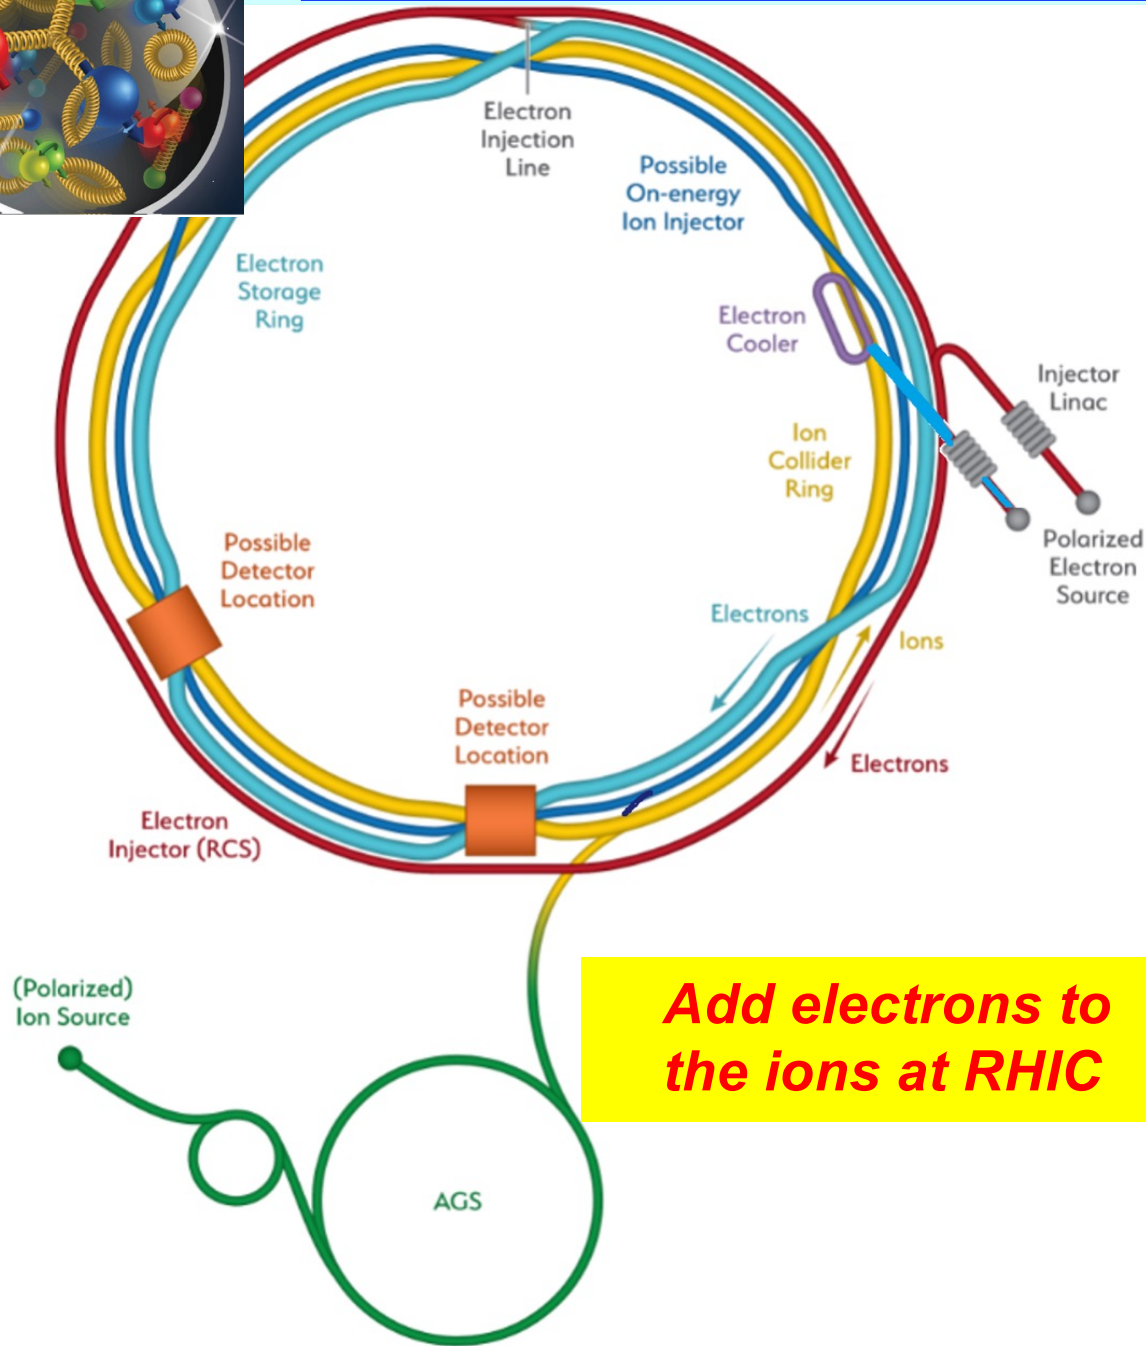 Electron
Injection
Line
Possible
On-energy
Ion Injector
Electron
Storage
Ring
Electron
Cooler
Injector
Linac
Ion
Collider
Ring
Possible
Detector
Location
Polarized
Electron
Source
Electrons
Ions
Possible
Detector
Location
Electrons
Electron
Injector (RCS)
(Polarized)
Ion Source
Add electrons to
the ions at RHIC
AGS